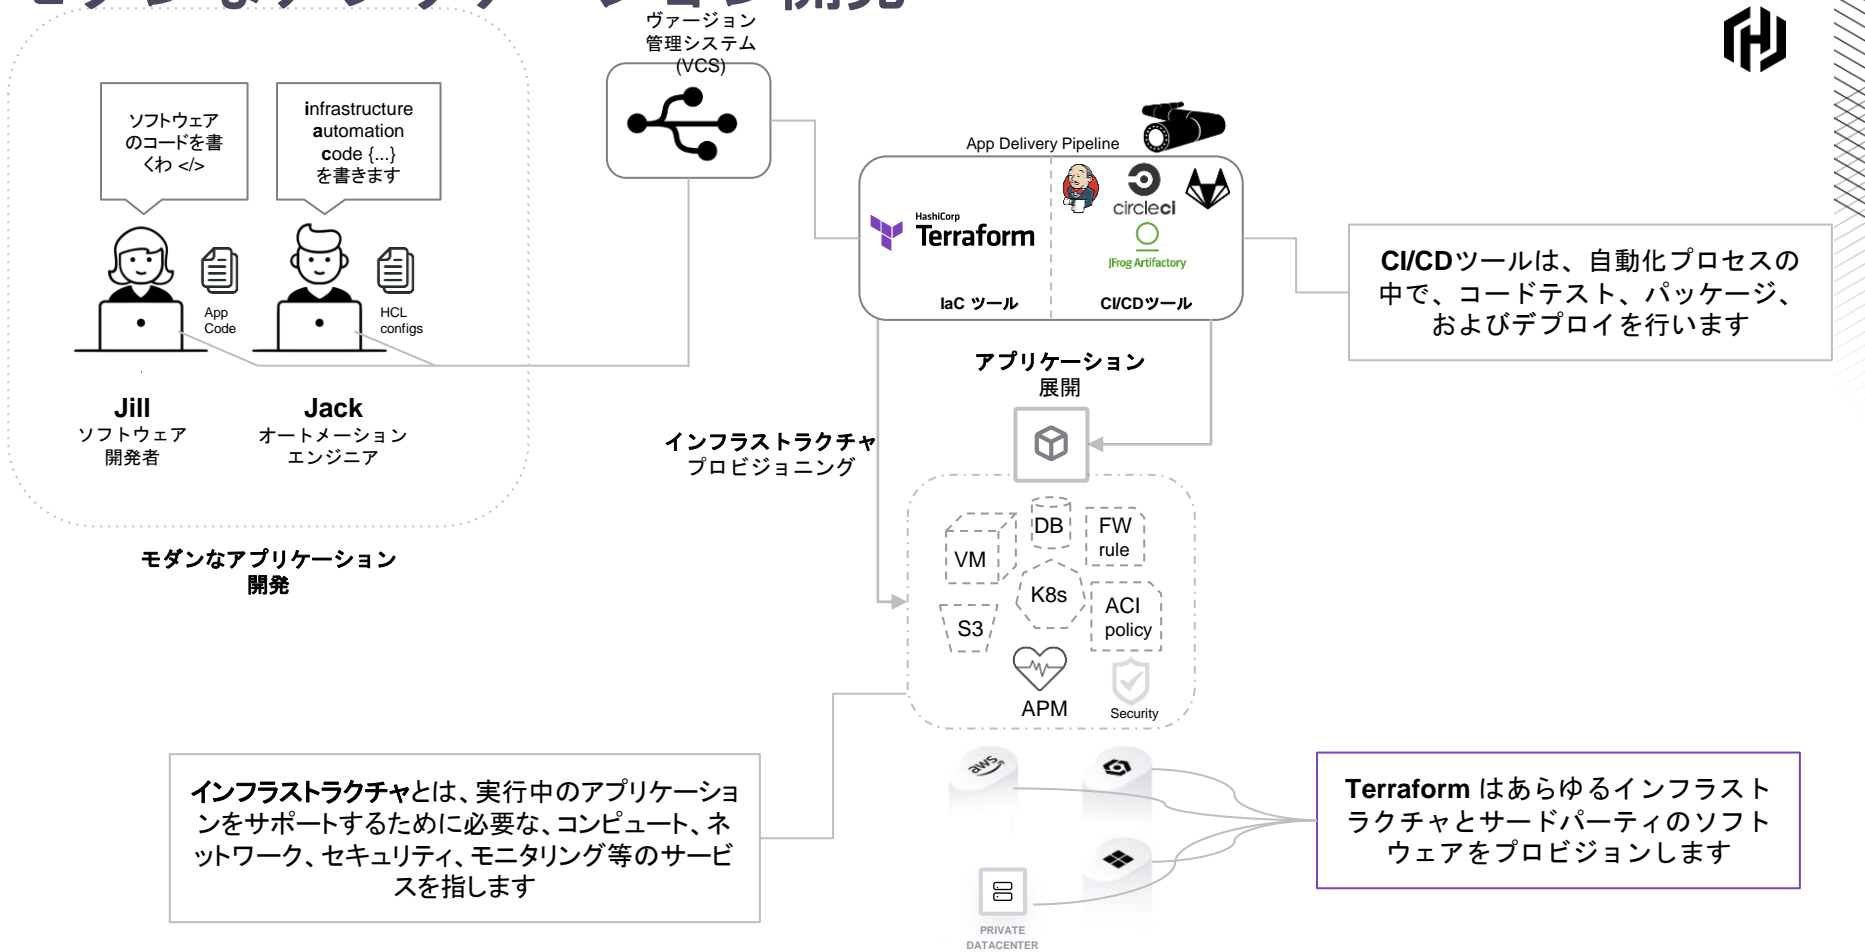 モダンなアプリケーション開発
ヴァージョン
管理システム
(VCS)
ソフトウェア
のコードを書
くわ </>
infrastructure
automation
code {...}
を書きます
App
Code
HCL
configs
Jill
ソフトウェア
開発者
Jack
オートメーション
エンジニア
モダンなアプリケーション
開発
App Delivery Pipeline
HashiCorp
Terraform
circleci
JFrog Artifactory
IaC ツール
CI/CDツール
CI/CDツールは、自動化プロセスの
中で、コードテスト、パッケージ、
およびデプロイを行います
アプリケーション
展開
インフラストラクチャ
プロビジョニング
DB
FW
rule
VM
K8s
ACI
policy
S3
APM
Security
インフラストラクチャとは、実行中のアプリケーショ
ンをサポートするために必要な、コンピュート、ネ
ットワーク、セキュリティ、モニタリング等のサービ
スを指します
aws
PRIVATE
DATACENTER
Terraform はあらゆるインフラスト
ラクチャとサードパーティのソフト
ウェアをプロビジョンします